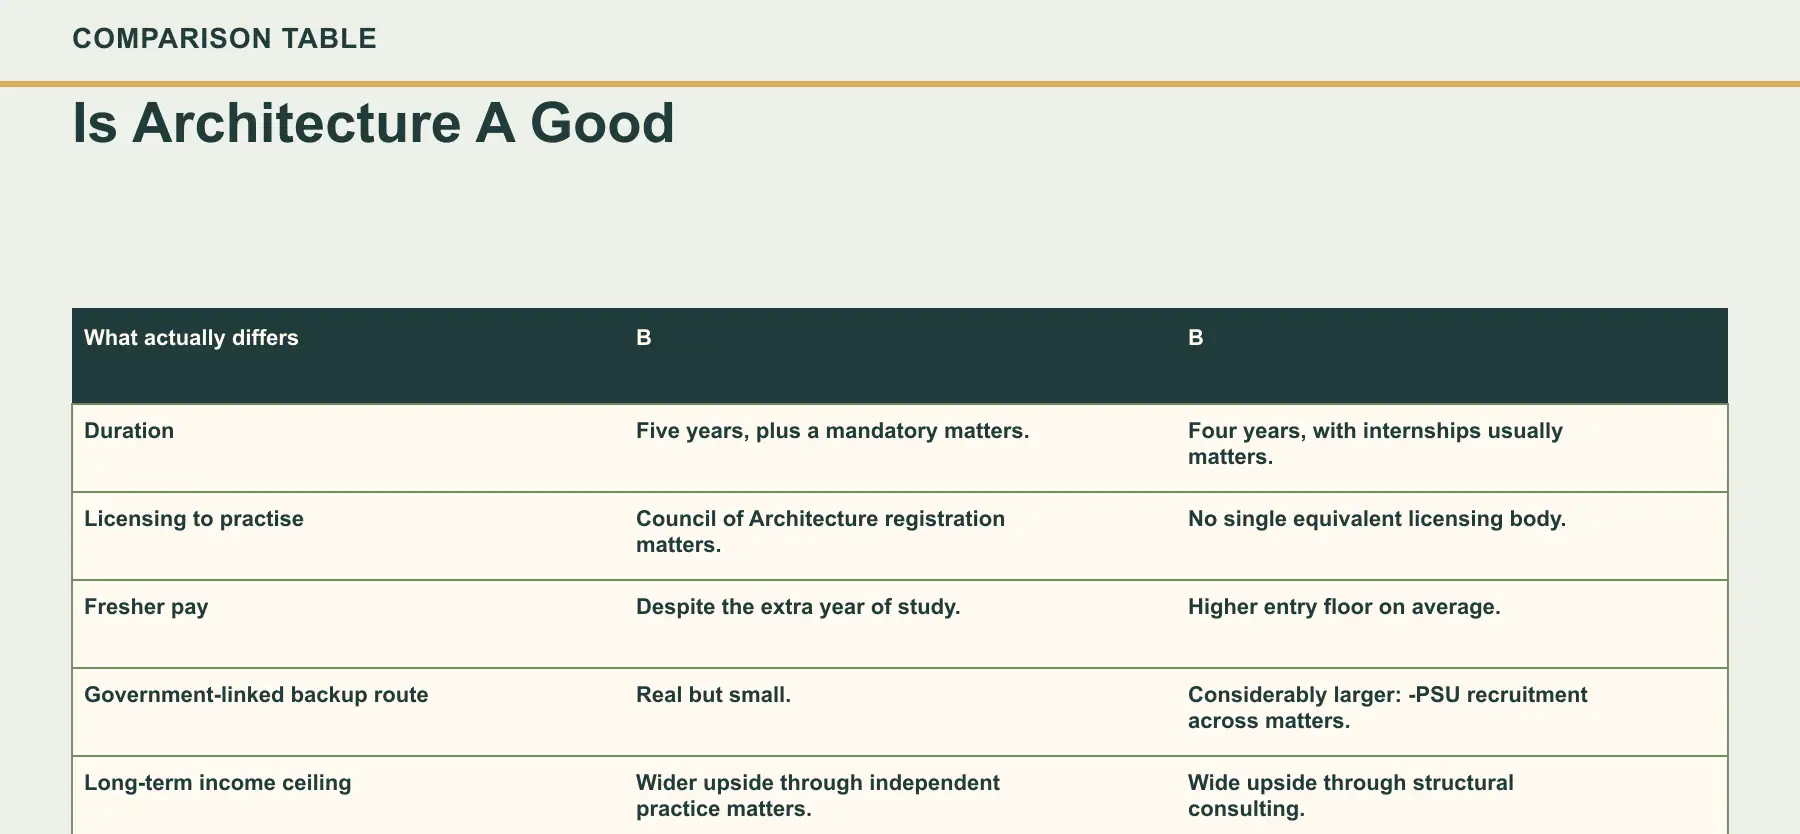 COMPARISON TABLE
Is Architecture A Good
What actually differs
B
B
Duration
Five years, plus a mandatory matters.
Four years, with internships usually
matters.
Licensing to practise
Council of Architecture registration
matters.
No single equivalent licensing body.
Fresher pay
Despite the extra year of study.
Higher entry floor on average.
Government-linked backup route
Real but small.
Considerably larger: -PSU recruitment
across matters.
Long-term income ceiling
Wider upside through independent
practice matters.
Wide upside through structural
consulting.